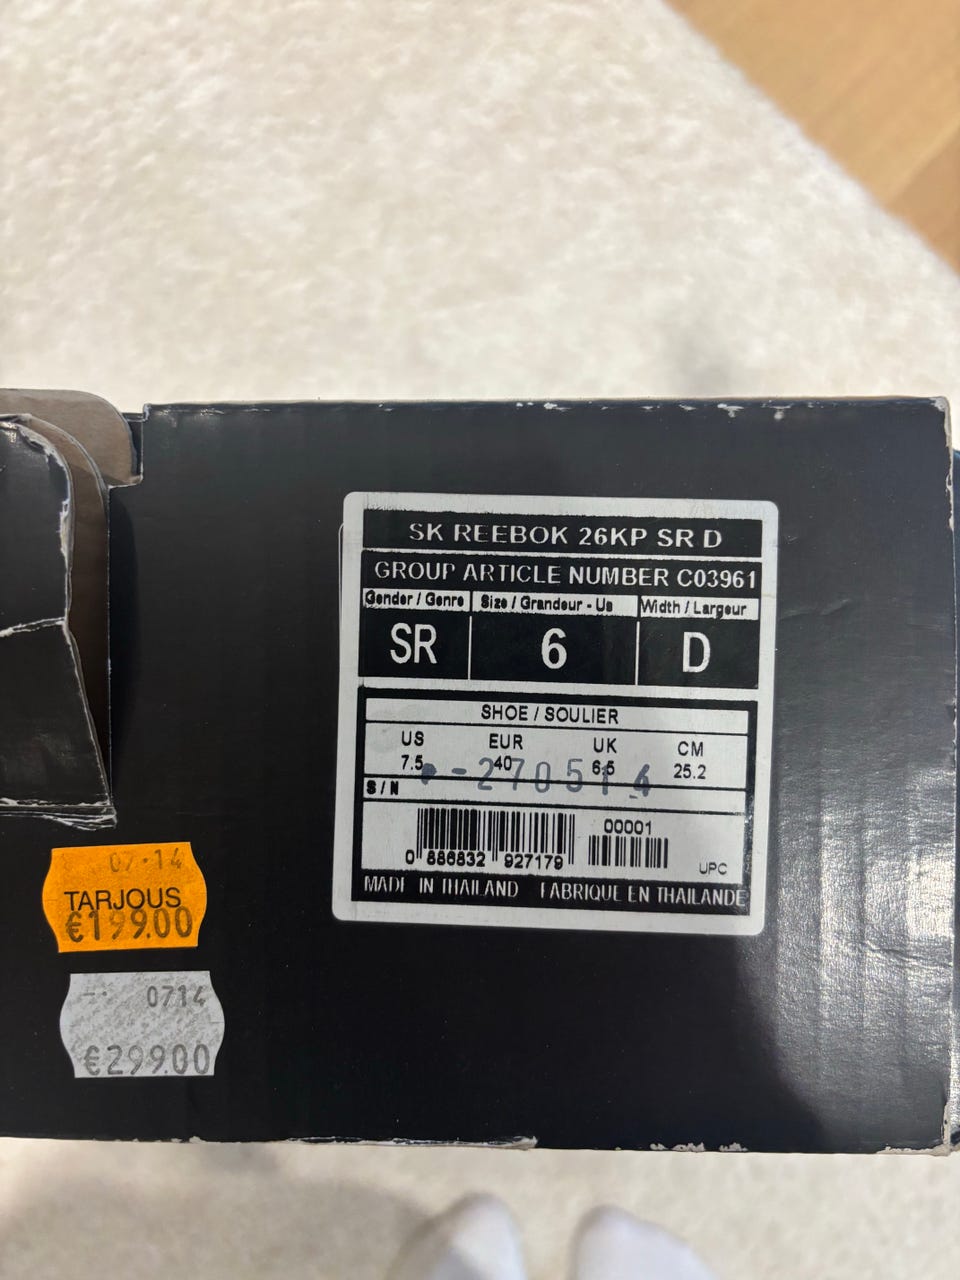 SK REEBOK 26KP SR D
GROUP ARTICLE NUMBER C03961
Gender / Genre Size / Grandeur - Us Width / Largeur
SR 6 D
SHOE / SOULIER
US EUR UK CM
7.5 40 6.5 25.2
-270514
S/N
00001
0 886832 927179
UPC
MADE IN THAILAND FABRIQUE EN THAILANDE
07·14
TARJOUS
€199.00
0714
€299.00